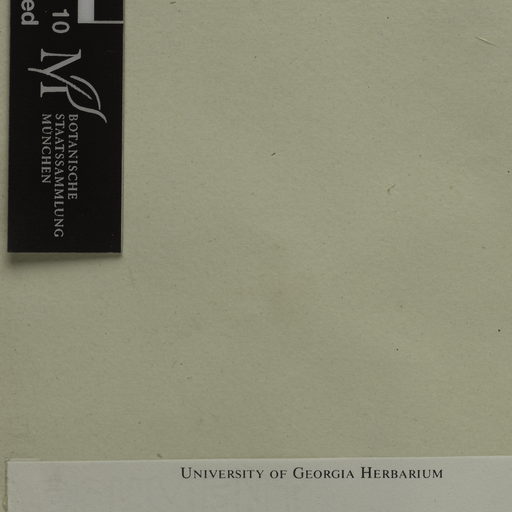 10
BOTANISCHE
STAATSSAMMLUNG
MÜNCHEN
UNIVERSITY OF GEORGIA HERBARIUM